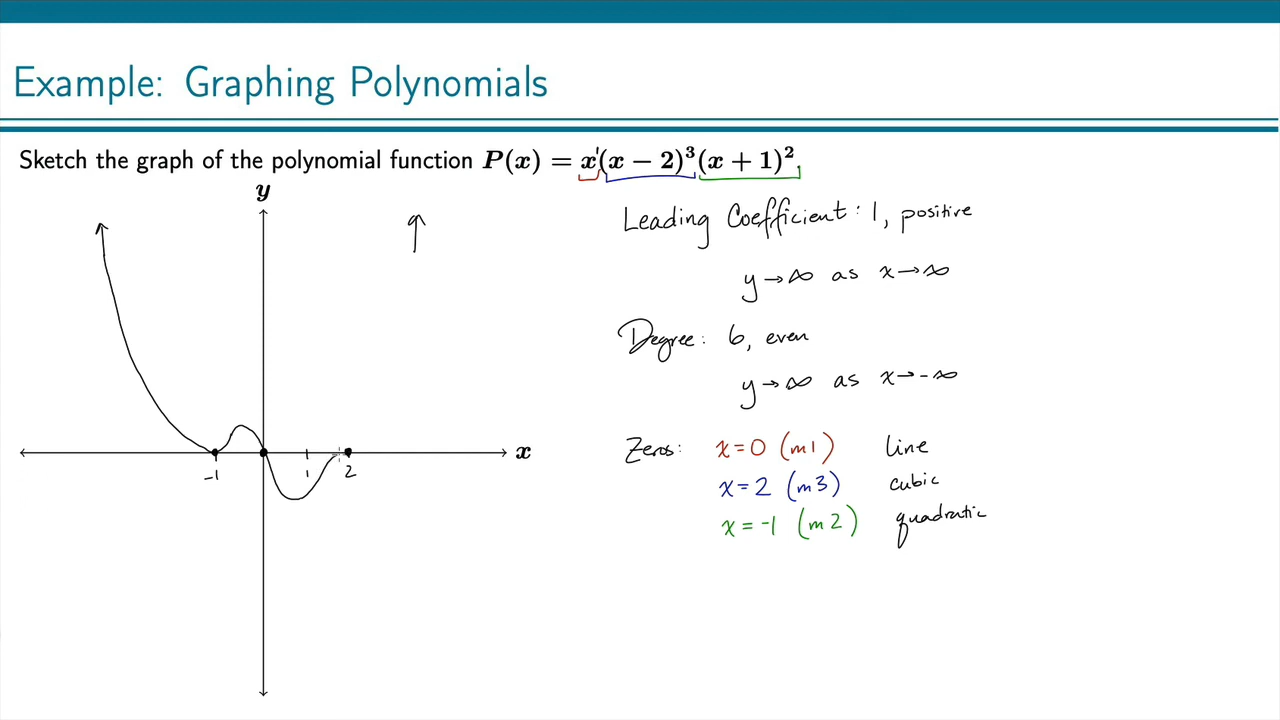 Example: Graphing Polynomials
Sketch the graph of the polynomial function P(x) = x¹(x − 2)³(x + 1)².
y
Leading Coefficient: 1, positive
y→∞ as x→∞
Degree: 6, even
y→∞ as x→-∞
Zeros: x=0 (m1) line
x=2 (m3) cubic
x=-1 (m2) quadratic
x
-1 1 2